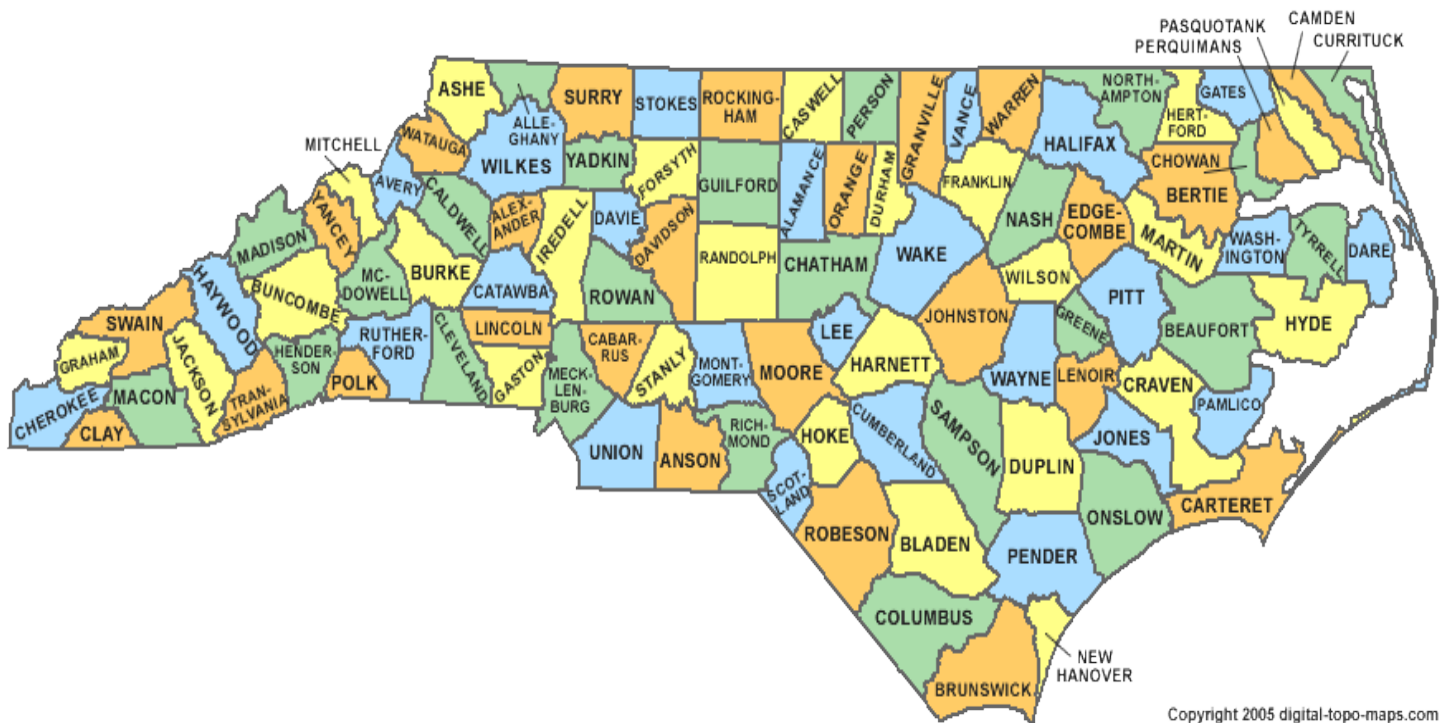 PASQUOTANK
CAMDEN
PERQUIMANS
CURRITUCK
ASHE
ALLE-
GHANY
SURRY
STOKES
ROCKING-
HAM
CASWELL
PERSON
GRANVILLE
VANCE
WARREN
NORTH-
AMPTON
HERT-
FORD
GATES
MITCHELL
WATAUGA
WILKES
YADKIN
FORSYTH
GUILFORD
ALAMANCE
ORANGE
DURHAM
FRANKLIN
HALIFAX
CHOWAN
BERTIE
AVERY
CALDWELL
YANCEY
MADISON
ALEX-
ANDER
IREDELL
DAVIE
DAVIDSON
RANDOLPH
CHATHAM
WAKE
NASH
EDGE-
COMBE
MARTIN
WASH-
INGTON
TYRRELL
DARE
HAYWOOD
BUNCOMBE
MC-
DOWELL
BURKE
CATAWBA
ROWAN
WILSON
PITT
BEAUFORT
HYDE
SWAIN
GRAHAM
JACKSON
HENDER-
SON
RUTHER-
FORD
CLEVELAND
LINCOLN
GASTON
MECK-
LEN-
BURG
CABAR-
RUS
STANLY
MONT-
GOMERY
MOORE
LEE
HARNETT
JOHNSTON
GREENE
WAYNE
LENOIR
CRAVEN
PAMLICO
CHEROKEE
MACON
CLAY
TRAN-
SYLVANIA
POLK
UNION
ANSON
RICH-
MOND
HOKE
SCOT-
LAND
CUMBERLAND
SAMPSON
DUPLIN
JONES
CARTERET
ONSLOW
ROBESON
BLADEN
PENDER
COLUMBUS
NEW
HANOVER
BRUNSWICK
Copyright 2005 digital-topo-maps.com